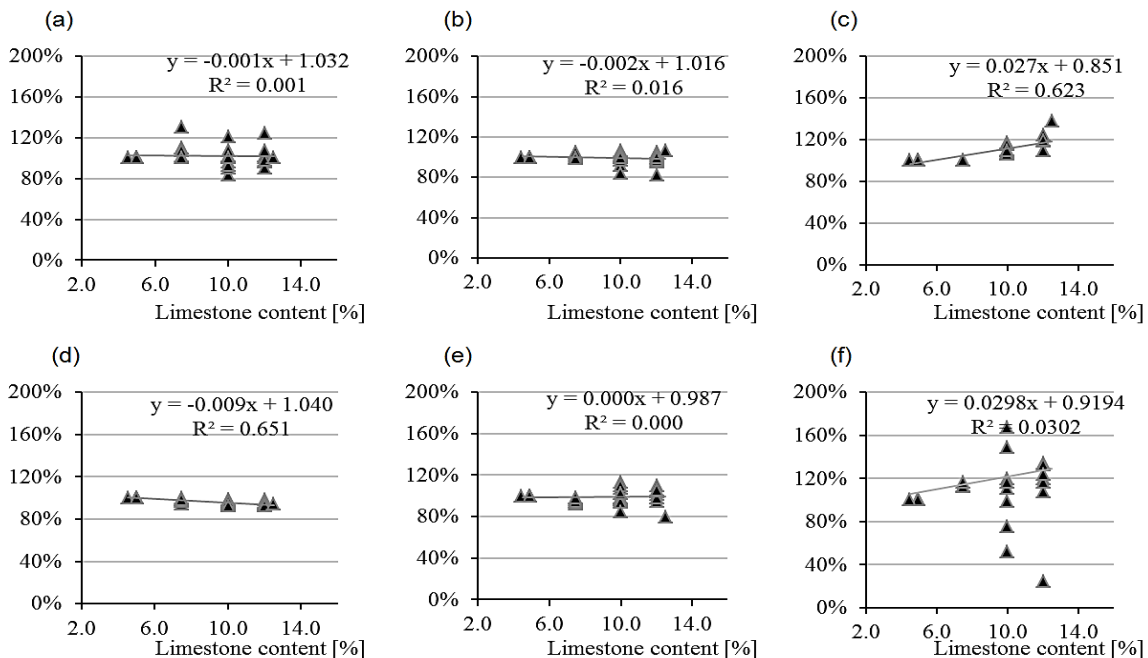 (a)
(b)
(c)
200%
y = -0.001x + 1.032
R² = 0.001
160%
120%
80%
40%
0%
2.0 6.0 10.0 14.0
Limestone content [%]
200%
y = -0.002x + 1.016
R² = 0.016
160%
120%
80%
40%
0%
2.0 6.0 10.0 14.0
Limestone content [%]
200%
y = 0.027x + 0.851
R² = 0.623
160%
120%
80%
40%
0%
2.0 6.0 10.0 14.0
Limestone content [%]
(d)
(e)
(f)
200%
y = -0.009x + 1.040
R² = 0.651
160%
120%
80%
40%
0%
2.0 6.0 10.0 14.0
Limestone content [%]
200%
y = 0.000x + 0.987
R² = 0.000
160%
120%
80%
40%
0%
2.0 6.0 10.0 14.0
Limestone content [%]
200%
y = 0.0298x + 0.9194
R² = 0.0302
160%
120%
80%
40%
0%
2.0 6.0 10.0 14.0
Limestone content [%]